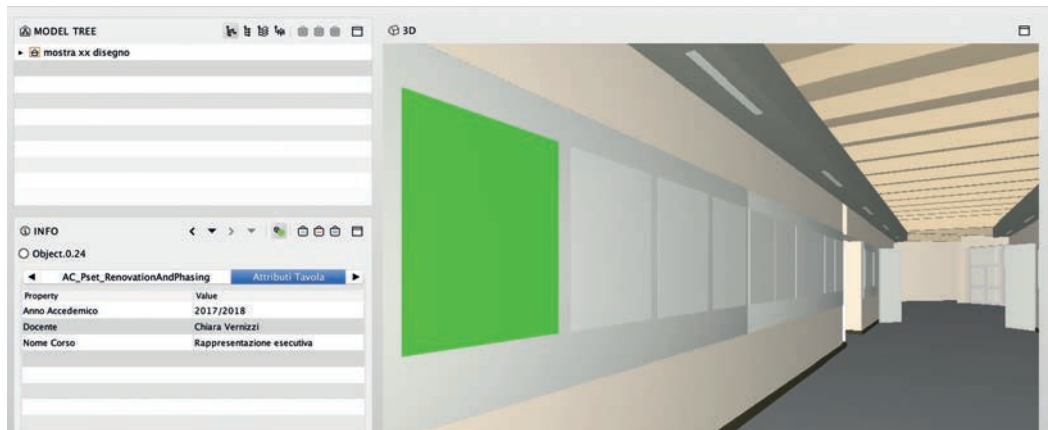 MODEL TREE
mostra xx disegno
INFO
Object.0.24
AC_Pset_RenovationAndPhasing Attributi Tavola
Property Value
Anno Accedemico 2017/2018
Docente Chiara Vernizzi
Nome Corso Rappresentazione esecutiva
3D